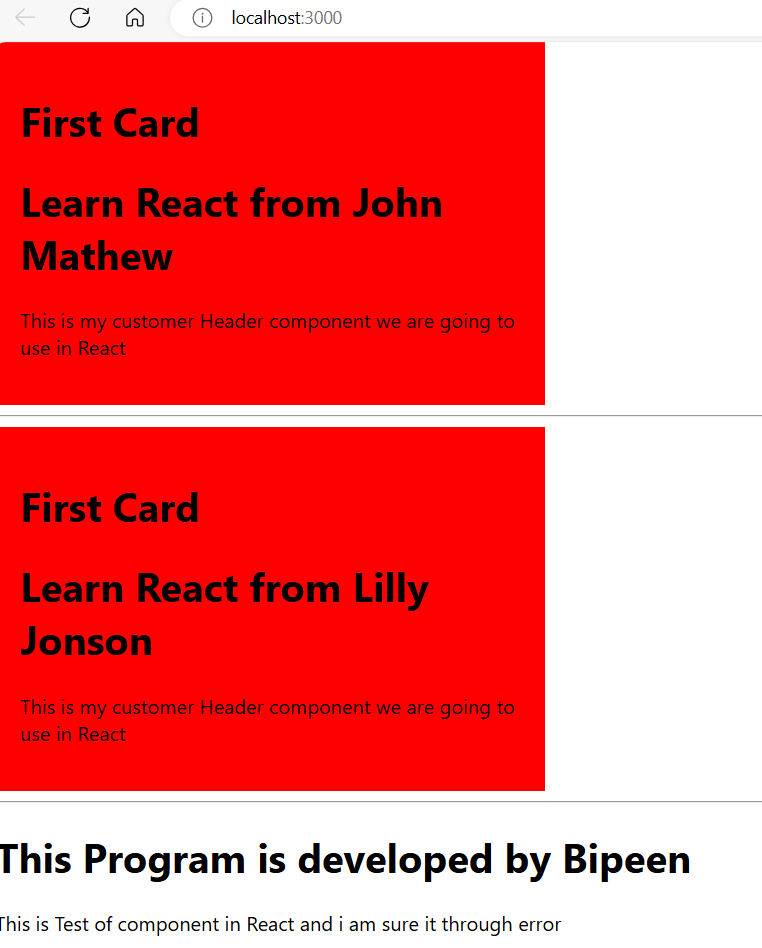 localhost:3000
First Card
Learn React from John
Mathew
This is my customer Header component we are going to
use in React
First Card
Learn React from Lilly
Jonson
This is my customer Header component we are going to
use in React
This Program is developed by Bipeen
This is Test of component in React and i am sure it through error